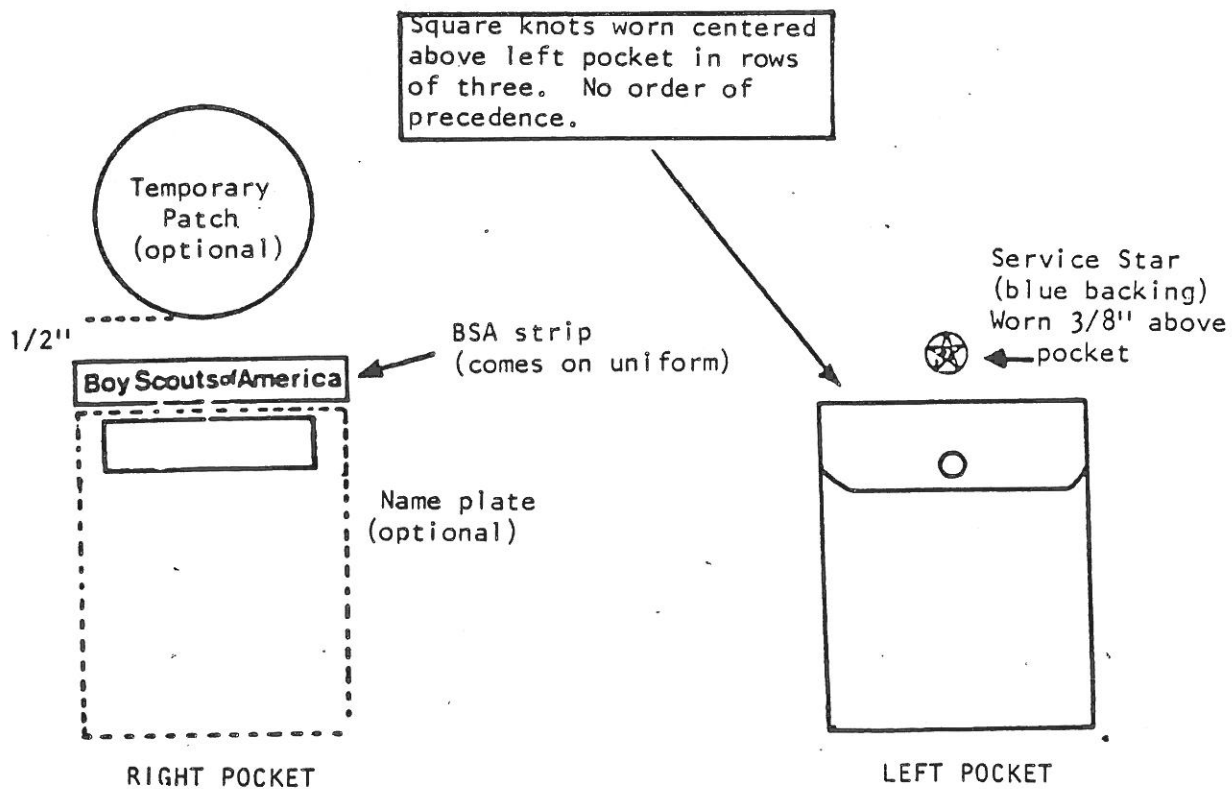 Square knots worn centered
above left pocket in rows
of three. No order of
precedence.
Temporary
Patch
(optional)
1/2"
BSA strip
(comes on uniform)
Boy Scouts of America
Name plate
(optional)
RIGHT POCKET
Service Star
(blue backing)
Worn 3/8" above
pocket
3
LEFT POCKET